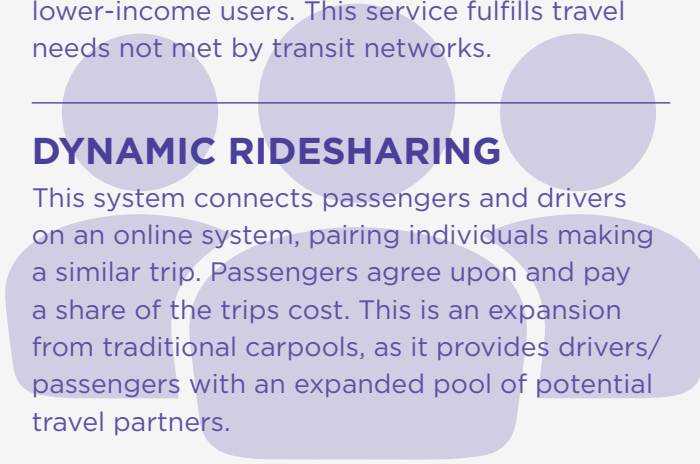 lower-income users. This service fulfills travel
needs not met by transit networks.
DYNAMIC RIDESHARING
This system connects passengers and drivers
on an online system, pairing individuals making
a similar trip. Passengers agree upon and pay
a share of the trips cost. This is an expansion
from traditional carpools, as it provides drivers/
passengers with an expanded pool of potential
travel partners.